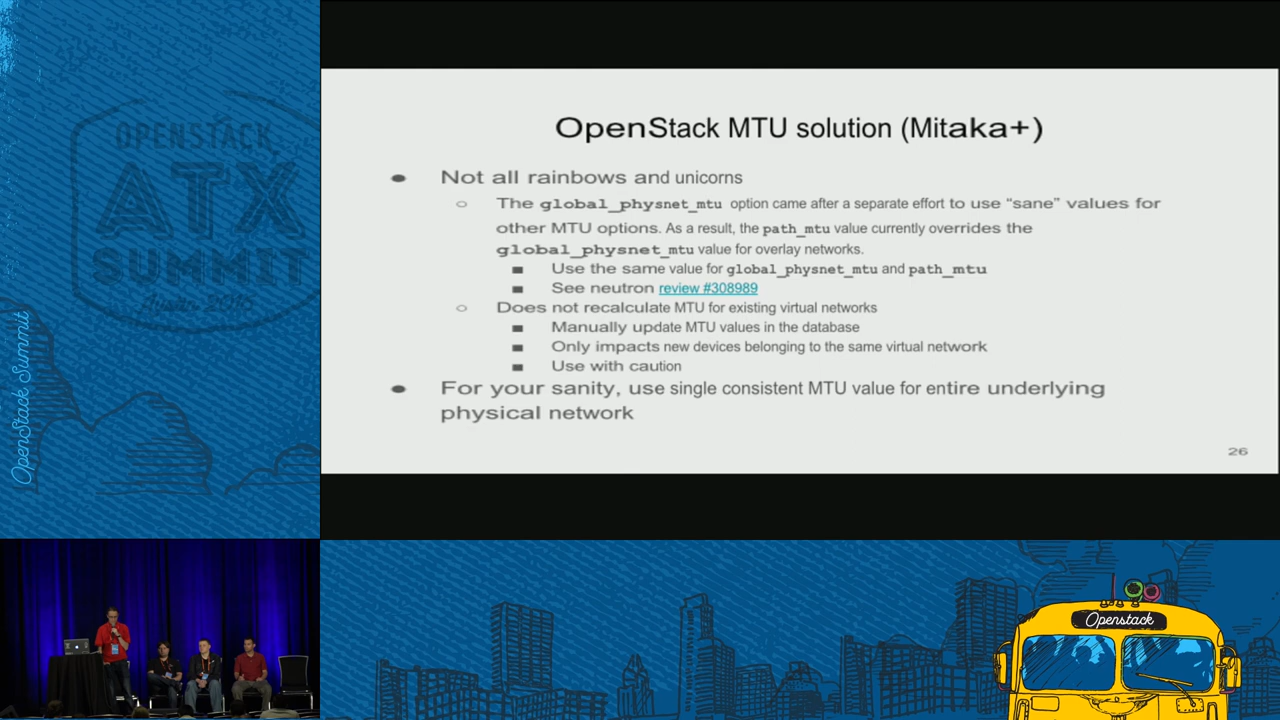 OPENSTACK
ATX
SUMMIT
Austin
OpenStack Summit
OpenStack MTU solution (Mitaka+)
● Not all rainbows and unicorns
○ The global_physnet_mtu option came after a separate effort to use “sane” values for
other MTU options. As a result, the path_mtu value currently overrides the
global_physnet_mtu value for overlay networks.
■ Use the same value for global_physnet_mtu and path_mtu
■ See neutron review #308989
○ Does not recalculate MTU for existing virtual networks
■ Manually update MTU values in the database
■ Only impacts new devices belonging to the same virtual network
■ Use with caution
● For your sanity, use single consistent MTU value for entire underlying
physical network
26
Openstack